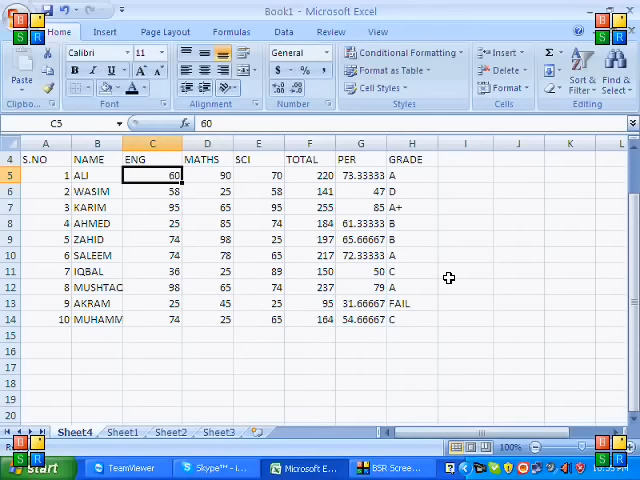 Book1 - Microsoft Excel
Home Insert Page Layout Formulas Data Review View
Paste
Calibri 11
B I U
A A
General
$ % ,
Conditional Formatting
Format as Table
Cell Styles
Insert
Delete
Format
Σ
Sort & Filter
Find & Select
Clipboard Font Alignment Number Styles Cells Editing
C5 fx 60
A B C D E F G H I J K L
4 S.NO NAME ENG MATHS SCI TOTAL PER GRADE
5 1 ALI 60 90 70 220 73.33333 A
6 2 WASIM 58 25 58 141 47 D
7 3 KARIM 95 65 95 255 85 A+
8 4 AHMED 25 85 74 184 61.33333 B
9 5 ZAHID 74 98 25 197 65.66667 B
10 6 SALEEM 74 78 65 217 72.33333 A
11 7 IQBAL 36 25 89 150 50 C
12 8 MUSHTAC 98 65 74 237 79 A
13 9 AKRAM 25 45 25 95 31.66667 FAIL
14 10 MUHAMM 74 25 65 164 54.66667 C
15
16
17
18
19
20
Sheet4 Sheet1 Sheet2 Sheet3
100%
start TeamViewer Skype™ - i... Microsoft E... BSR Scree...
B
S R
B
S R
B
S R
B
S R